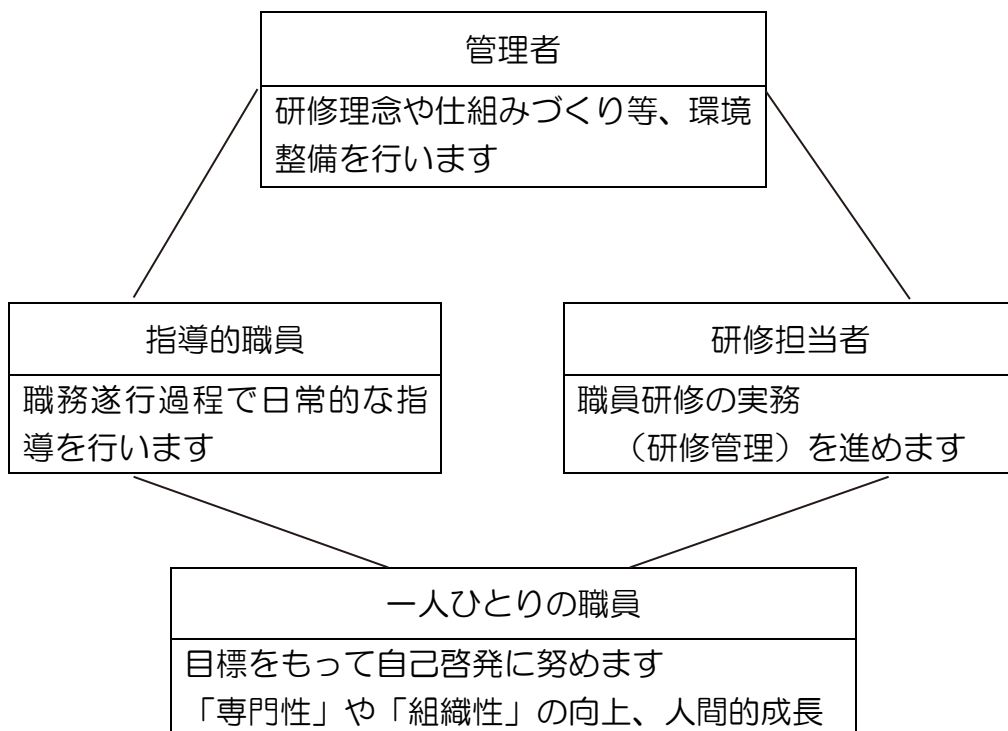 管理者
研修理念や仕組みづくり等、環境
整備を行います
指導的職員
職務遂行過程で日常的な指
導を行います
研修担当者
職員研修の実務
（研修管理）を進めます
一人ひとりの職員
目標をもって自己啓発に努めます
「専門性」や「組織性」の向上、人間的成長